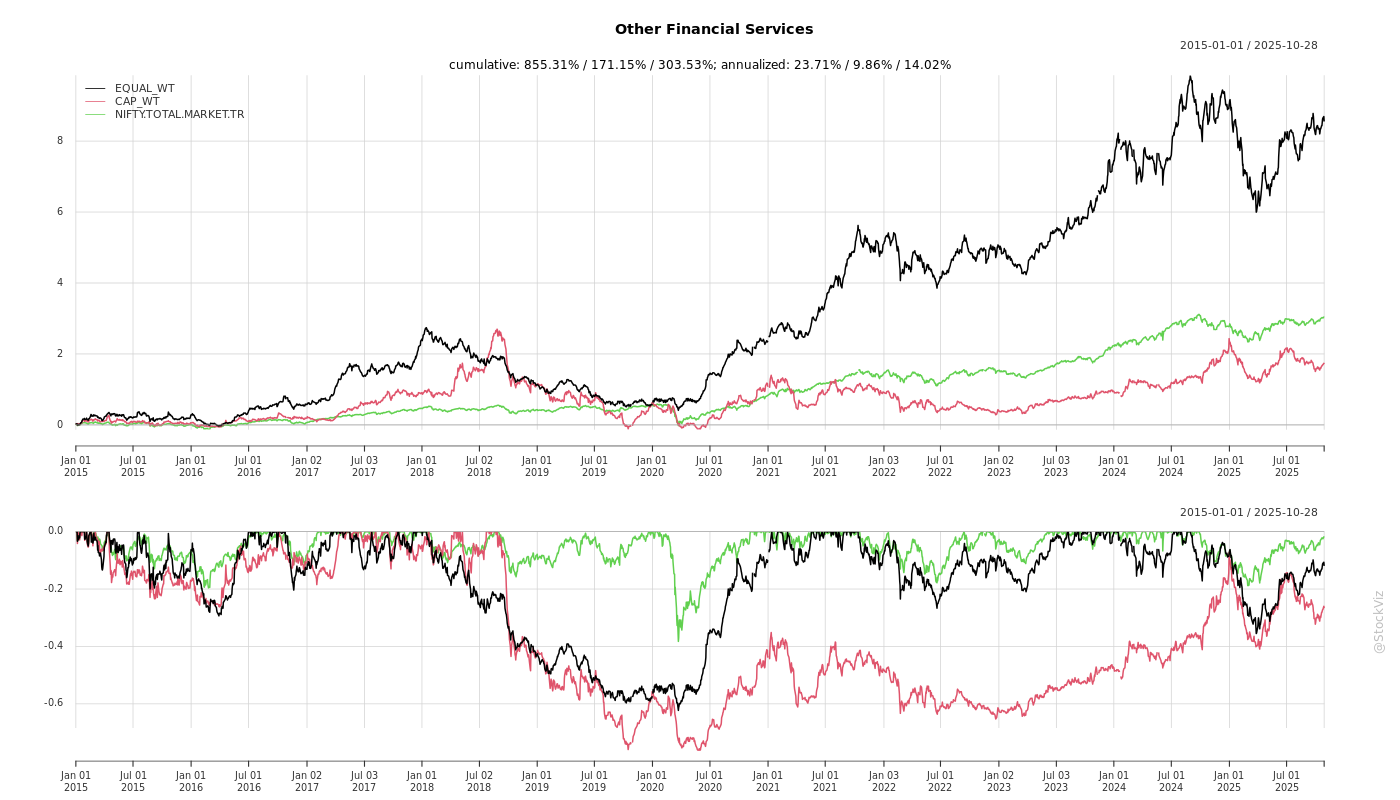 Other Financial Services
2015-01-01 / 2025-10-28
cumulative: 855.31% / 171.15% / 303.53%; annualized: 23.71% / 9.86% / 14.02%
EQUAL_WT
CAP_WT
NIFTY.TOTAL.MARKET.TR
8
6
4
2
0
Jan 01 Jul 01 Jan 01 Jul 01 Jan 02 Jul 03 Jan 01 Jul 02 Jan 01 Jul 01 Jan 01 Jul 01 Jan 01 Jul 01 Jan 03 Jul 01 Jan 02 Jul 03 Jan 01 Jul 01 Jan 01 Jul 01
2015 2015 2016 2016 2017 2017 2018 2018 2019 2019 2020 2020 2021 2021 2022 2022 2023 2023 2024 2024 2025 2025
2015-01-01 / 2025-10-28
0.0
-0.2
-0.4
-0.6
Jan 01 Jul 01 Jan 01 Jul 01 Jan 02 Jul 03 Jan 01 Jul 02 Jan 01 Jul 01 Jan 01 Jul 01 Jan 01 Jul 01 Jan 03 Jul 01 Jan 02 Jul 03 Jan 01 Jul 01 Jan 01 Jul 01
2015 2015 2016 2016 2017 2017 2018 2018 2019 2019 2020 2020 2021 2021 2022 2022 2023 2023 2024 2024 2025 2025
@StockViz